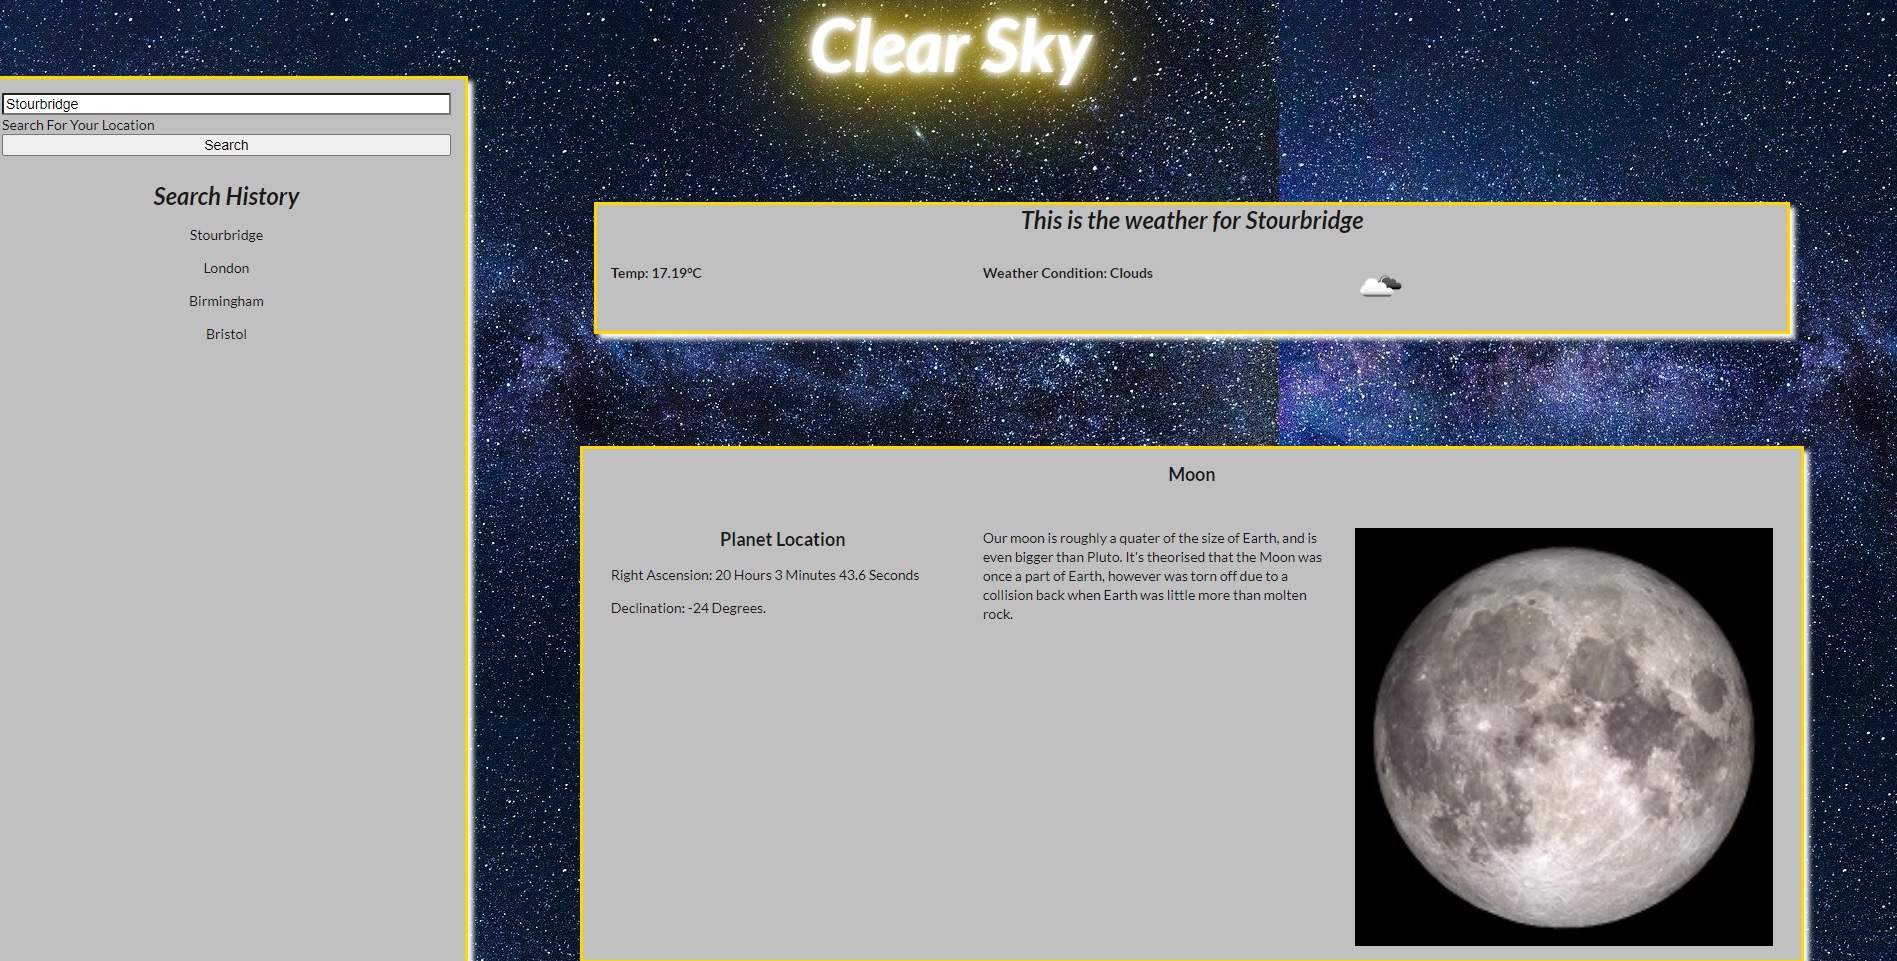 Clear Sky
Stourbridge
Search For Your Location
Search
Search History
Stourbridge
London
Birmingham
Bristol
This is the weather for Stourbridge
Temp: 17.19°C
Weather Condition: Clouds
Moon
Planet Location
Right Ascension: 20 Hours 3 Minutes 43.6 Seconds
Declination: -24 Degrees.
Our moon is roughly a quater of the size of Earth, and is
even bigger than Pluto. It's theorised that the Moon was
once a part of Earth, however was torn off due to a
collision back when Earth was little more than molten
rock.